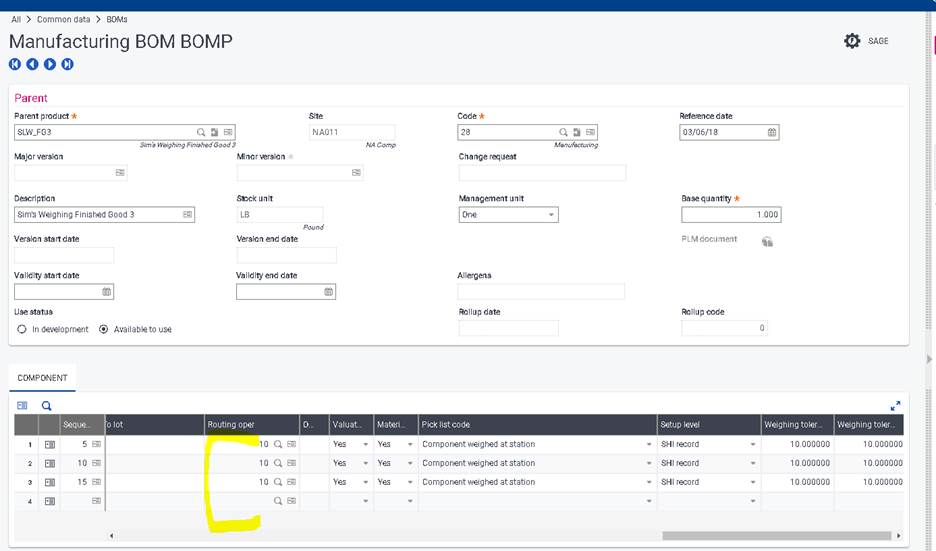 All > Common data > BOMs
Manufacturing BOM BOMP
SAGE
Parent
Parent product * Site Code * Reference date
SLW_FG3 NA011 28 03/06/18
Sim's Weighing Finished Good 3 NA Comp Manufacturing
Major version Minor version * Change request
Description Stock unit Management unit Base quantity *
Sim's Weighing Finished Good 3 LB One 1.000
Pound
Version start date Version end date PLM document
Validity start date Validity end date Allergens
Use status Rollup date Rollup code
In development Available to use 0
COMPONENT
Seque... To lot Routing oper D... Valuat... Materi... Pick list code Setup level Weighing toler... Weighing toler...
1 5 10 Yes Yes Component weighed at station SHI record 10.000000 10.000000
2 10 10 Yes Yes Component weighed at station SHI record 10.000000 10.000000
3 15 10 Yes Yes Component weighed at station SHI record 10.000000 10.000000
4